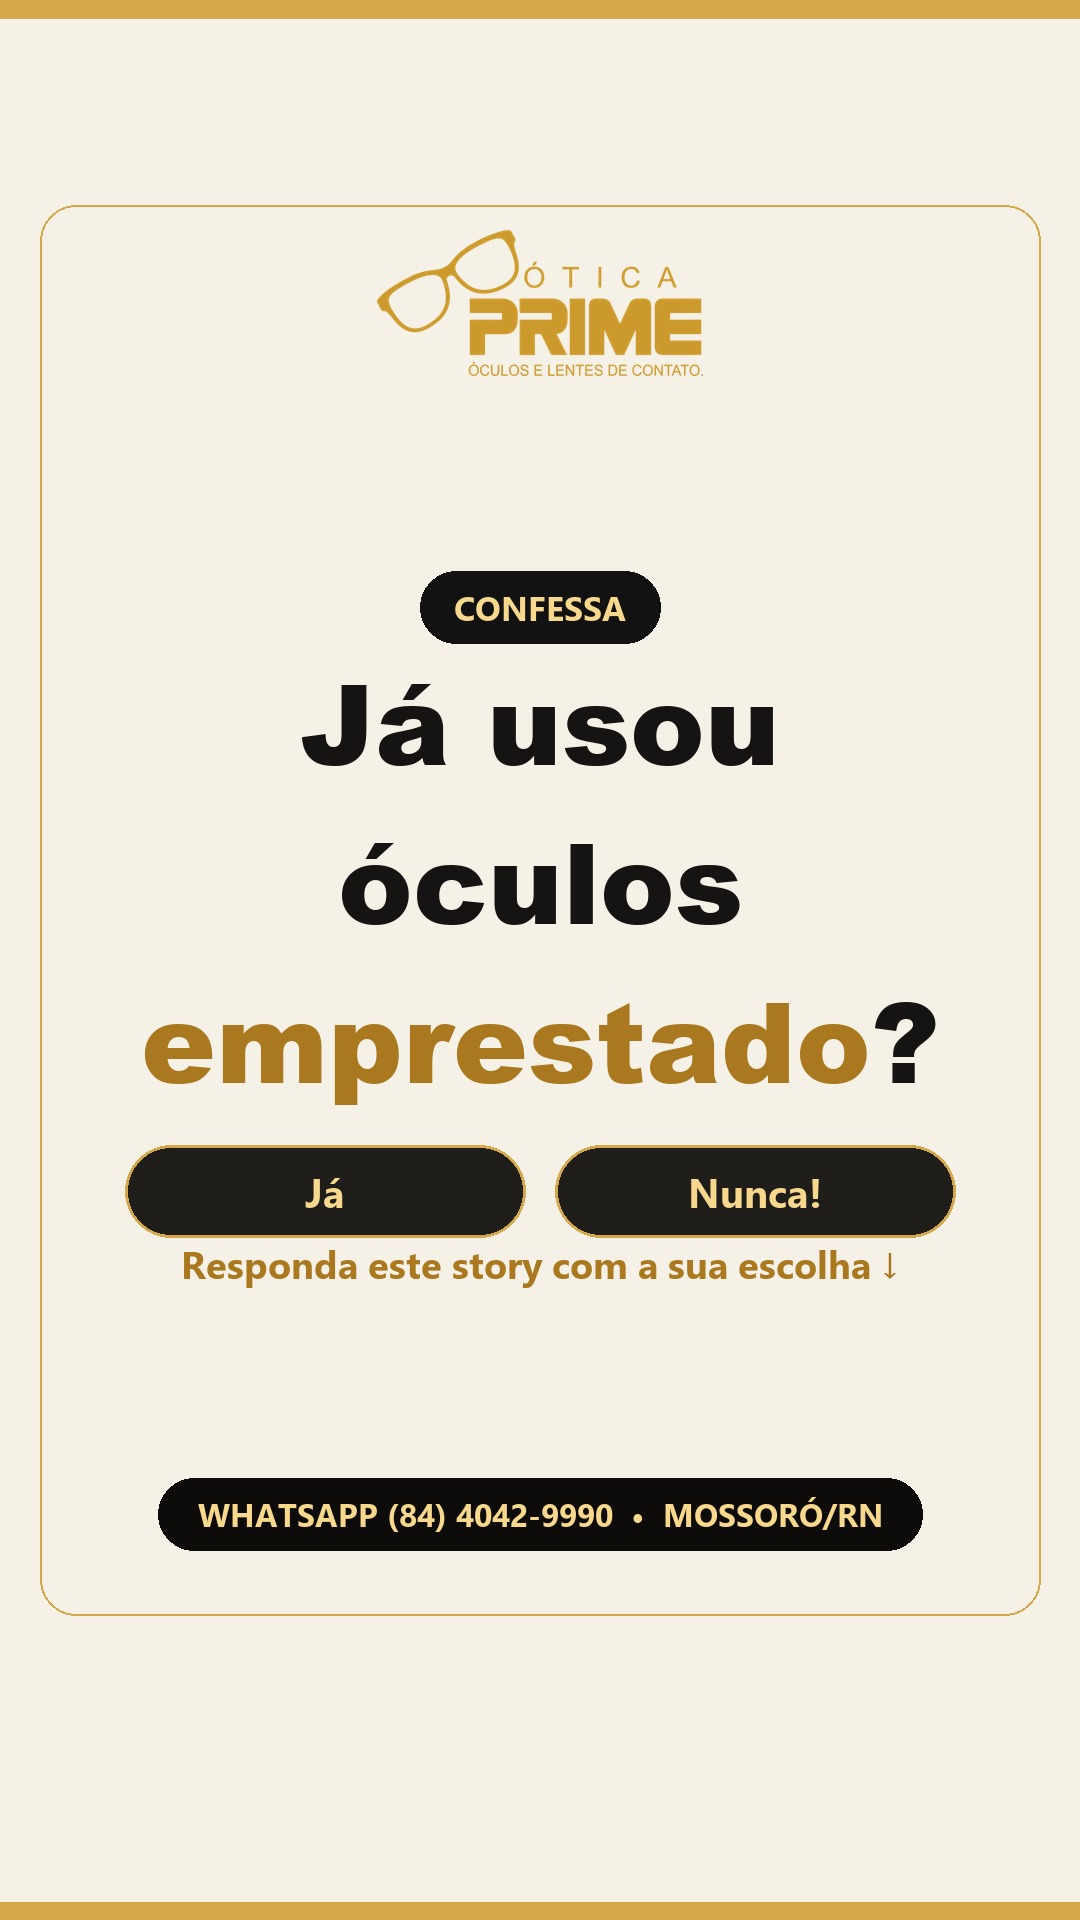 ÓTICA
PRIME
ÓCULOS E LENTES DE CONTATO.
CONFESSA
Já usou
óculos
emprestado?
Já
Nunca!
Responda este story com a sua escolha ↓
WHATSAPP (84) 4042-9990 • MOSSORÓ/RN